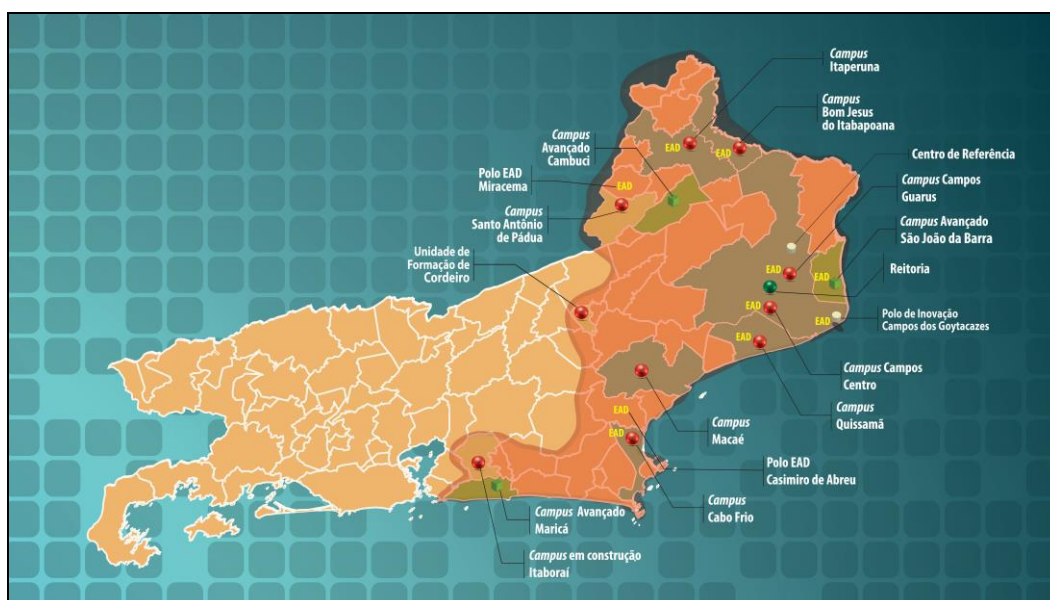 Campus
Itaperuna
Campus
Bom Jesus
do Itabapoana
Campus
Avançado
Cambuci
Centro de Referência
Polo EAD
Miracema
Campus Campos
Guarus
Campus
Santo Antônio
de Pádua
Campus Avançado
São João da Barra
Unidade de
Formação de
Cordeiro
Reitoria
Polo de Inovação
Campos dos Goytacazes
Campus Campos
Centro
Campus
Quissamã
Campus
Macaé
Polo EAD
Casimiro de Abreu
Campus
Cabo Frio
Campus Avançado
Maricá
Campus em construção
Itaboraí
EAD
EAD
EAD
EAD
EAD
EAD
EAD
EAD
EAD
EAD